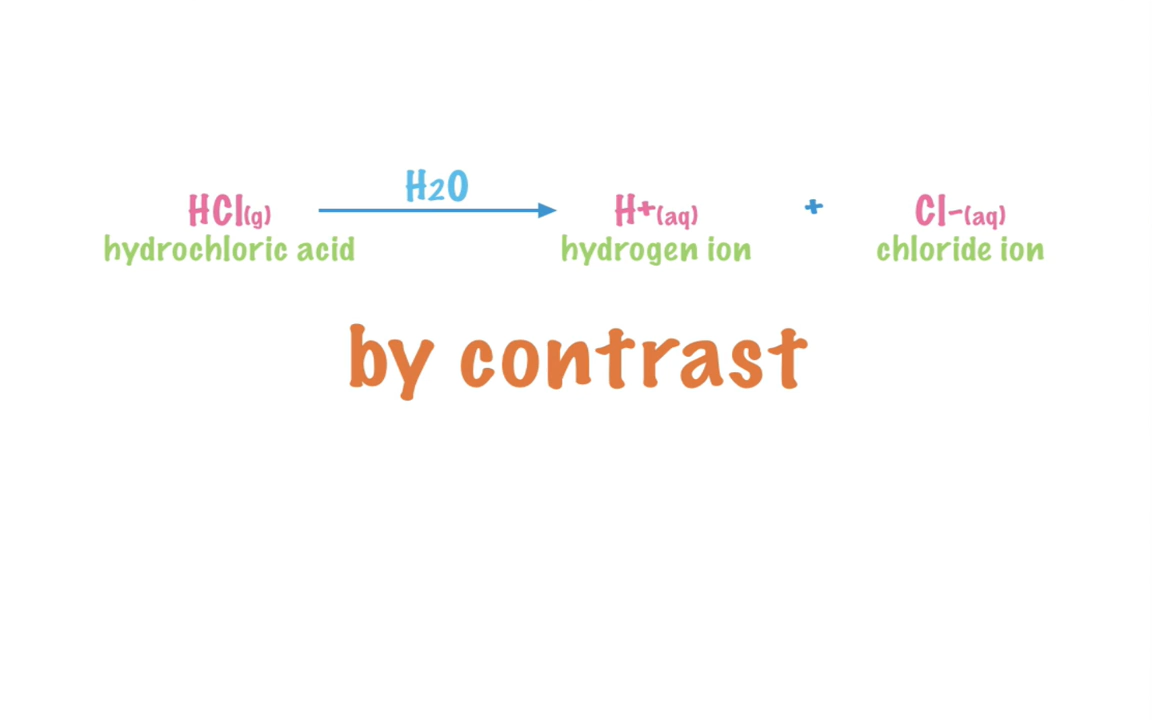 H2O
HCl(g) H+(aq) + Cl-(aq)
hydrochloric acid hydrogen ion chloride ion
by contrast